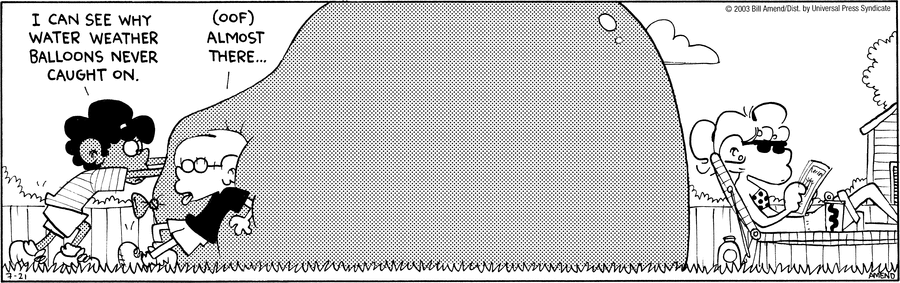 I CAN SEE WHY
WATER WEATHER
BALLOONS NEVER
CAUGHT ON.
(OOF)
ALMOST
THERE...
© 2003 Bill Amend/Dist. by Universal Press Syndicate
7-21
AMEND